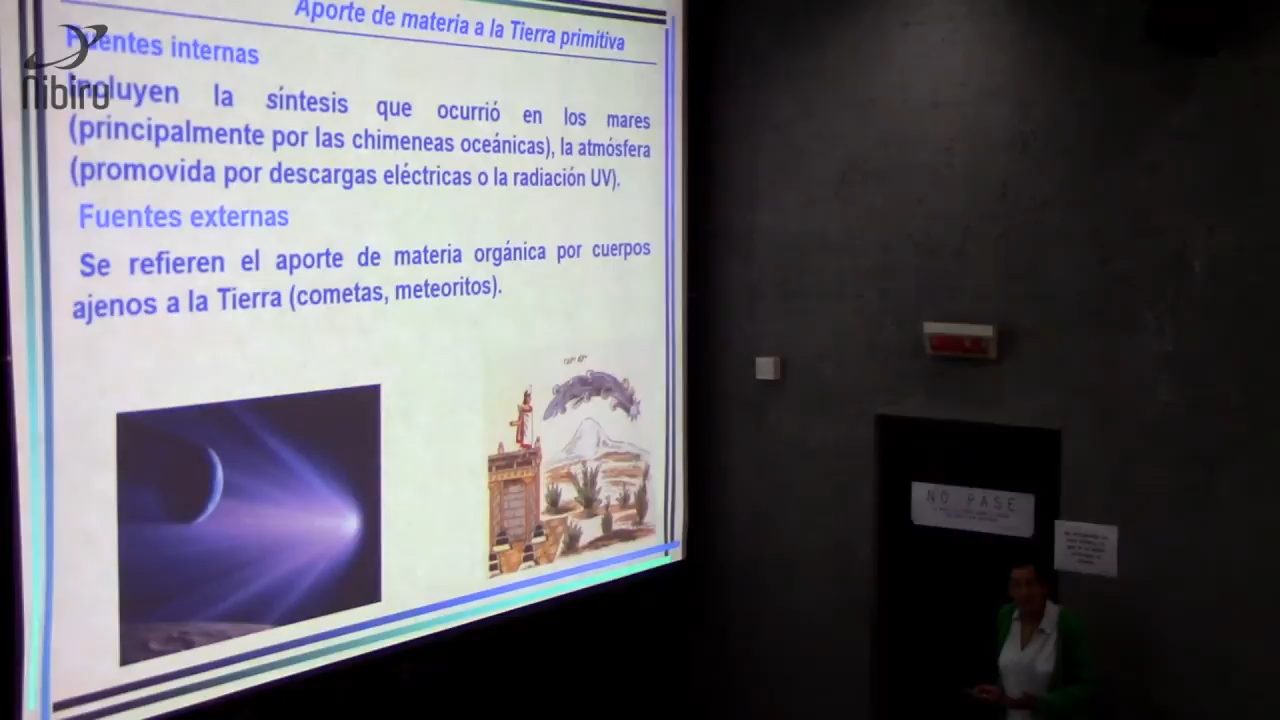 Aporte de materia a la Tierra primitiva
Fuentes internas
Incluyen la síntesis que ocurrió en los mares
(principalmente por las chimeneas oceánicas), la atmósfera
(promovida por descargas eléctricas o la radiación UV).
Fuentes externas
Se refieren el aporte de materia orgánica por cuerpos
ajenos a la Tierra (cometas, meteoritos).
Nibiru
NO PASE